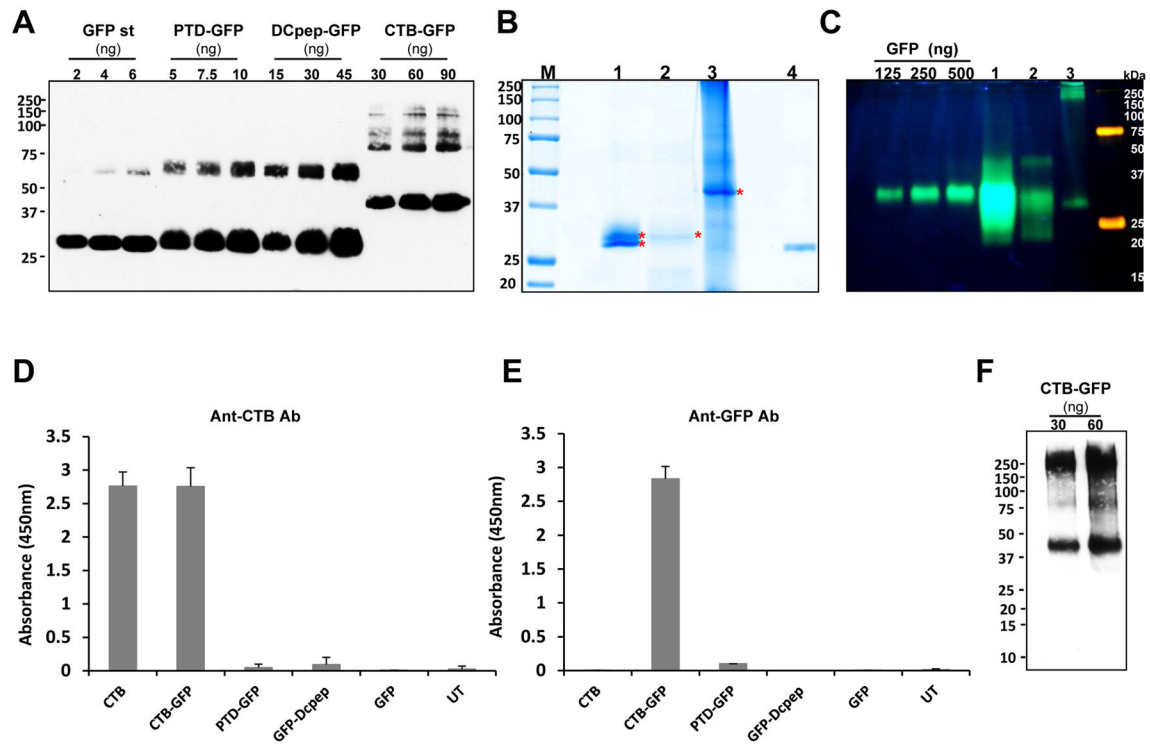 A
GFP st PTD-GFP DCpep-GFP CTB-GFP
(ng) (ng) (ng) (ng)
2 4 6 5 7.5 10 15 30 45 30 60 90
250-
150-
100-
75-
50-
37-
25-
B
M 1 2 3 4
250
150
100
75
50
37
25
20
*
*
*
*
C
GFP (ng)
125 250 500 1 2 3
kDa
250
150
100
75
50
37
25
20
15
D
Ant-CTB Ab
Absorbance (450nm)
3.5
3
2.5
2
1.5
1
0.5
0
CTB CTB-GFP PTD-GFP GFP-Dcpep GFP UT
E
Ant-GFP Ab
Absorbance (450nm)
3.5
3
2.5
2
1.5
1
0.5
0
CTB CTB-GFP PTD-GFP GFP-Dcpep GFP UT
F
CTB-GFP
(ng)
30 60
250-
150-
100-
75-
50-
37-
25-
20-
15-
10-